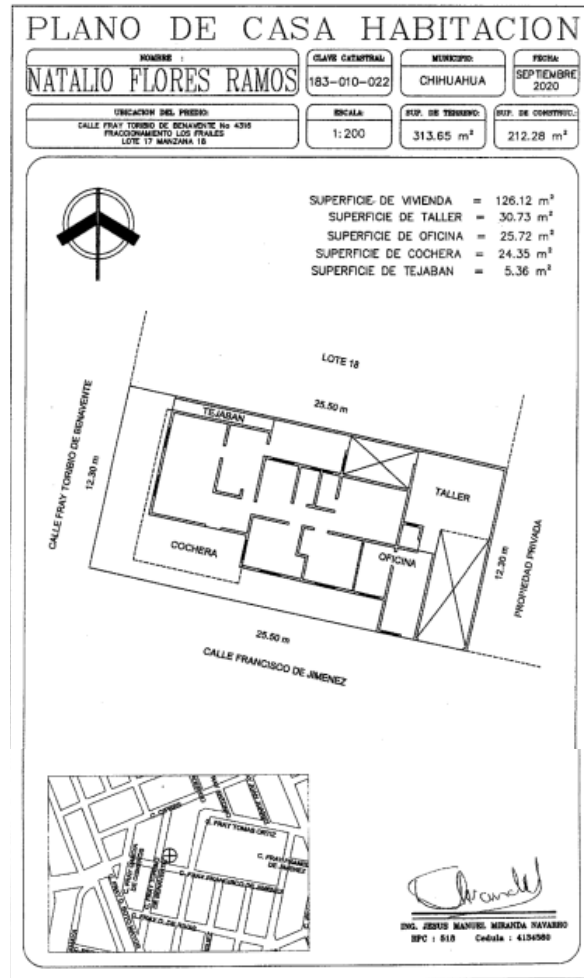 PLANO DE CASA HABITACION
NOMBRE :
NATALIO FLORES RAMOS
CLAVE CATASTRAL:
183-010-022
MUNICIPIO:
CHIHUAHUA
FECHA:
SEPTIEMBRE
2020
UBICACION DEL PREDIO:
CALLE FRAY TORIBIO DE BENAVENTE No 4316
FRACCIONAMIENTO LOS FRAILES
LOTE 17 MANZANA 18
ESCALA:
1:200
SUP. DE TERRENO:
313.65 m²
SUP. DE CONSTRUC.:
212.28 m²
SUPERFICIE DE VIVIENDA = 126.12 m²
SUPERFICIE DE TALLER = 30.73 m²
SUPERFICIE DE OFICINA = 25.72 m²
SUPERFICIE DE COCHERA = 24.35 m²
SUPERFICIE DE TEJABAN = 5.36 m²
LOTE 18
25.50 m
TEJABAN
CALLE FRAY TORIBIO DE BENAVENTE
12.30 m
TALLER
COCHERA
OFICINA
12.30 m
PROPIEDAD PRIVADA
25.50 m
CALLE FRANCISCO DE JIMENEZ
C. FRAY TOMAS ORTIZ
C. FRAY FRANCISCO DE JIMENEZ
ING. JESUS MANUEL MIRANDA NAVARRO